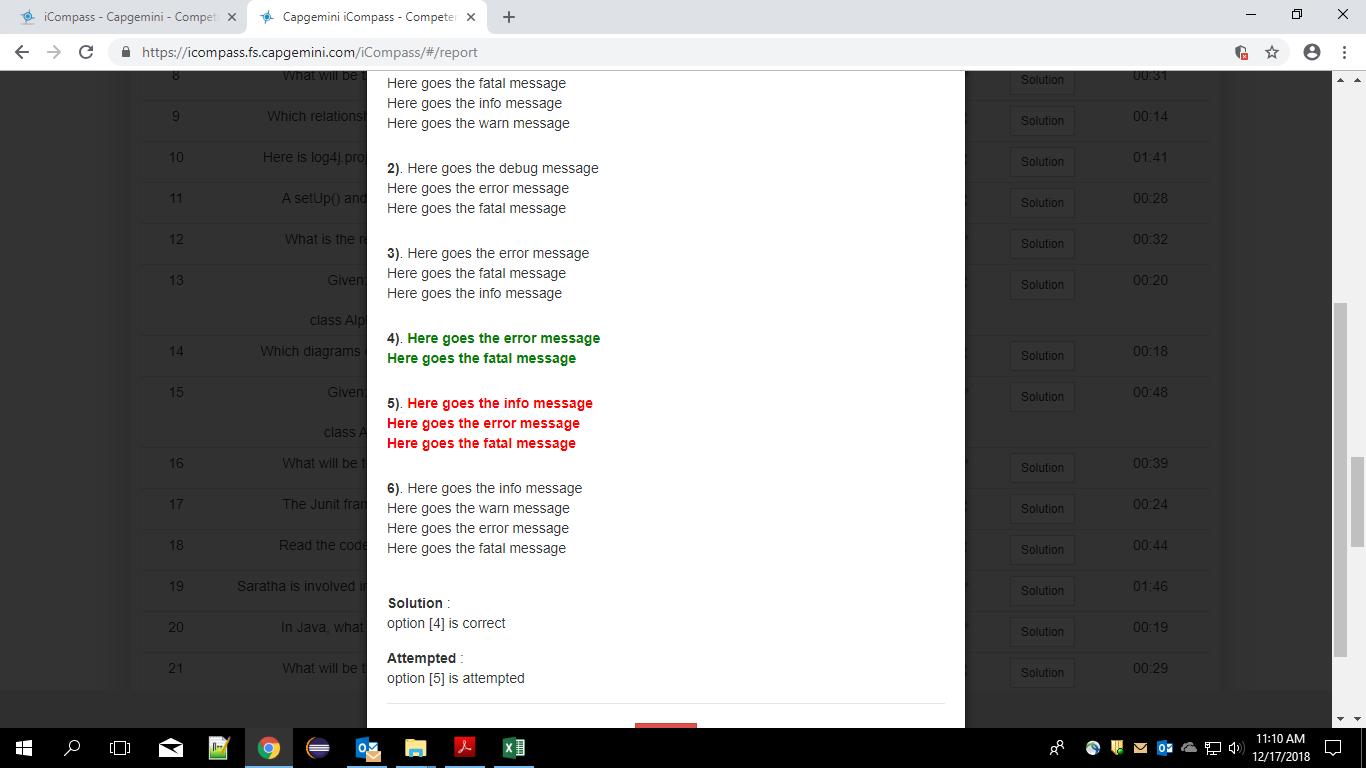 iCompass - Capgemini - Compet
Capgemini iCompass - Competen
https://icompass.fs.capgemini.com/iCompass/#/report
8 What will be t Solution 00:31
9 Which relationsh Solution 00:14
10 Here is log4j.pro Solution 01:41
11 A setUp() and Solution 00:28
12 What is the re Solution 00:32
13 Given: Solution 00:20
class Alp
14 Which diagrams Solution 00:18
15 Given: Solution 00:48
class A
16 What will be t Solution 00:39
17 The Junit fran Solution 00:24
18 Read the code Solution 00:44
19 Saratha is involved i Solution 01:46
20 In Java, what Solution 00:19
21 What will be t Solution 00:29
Here goes the fatal message
Here goes the info message
Here goes the warn message
2). Here goes the debug message
Here goes the error message
Here goes the fatal message
3). Here goes the error message
Here goes the fatal message
Here goes the info message
4). Here goes the error message
Here goes the fatal message
5). Here goes the info message
Here goes the error message
Here goes the fatal message
6). Here goes the info message
Here goes the warn message
Here goes the error message
Here goes the fatal message
Solution :
option [4] is correct
Attempted :
option [5] is attempted
11:10 AM
12/17/2018